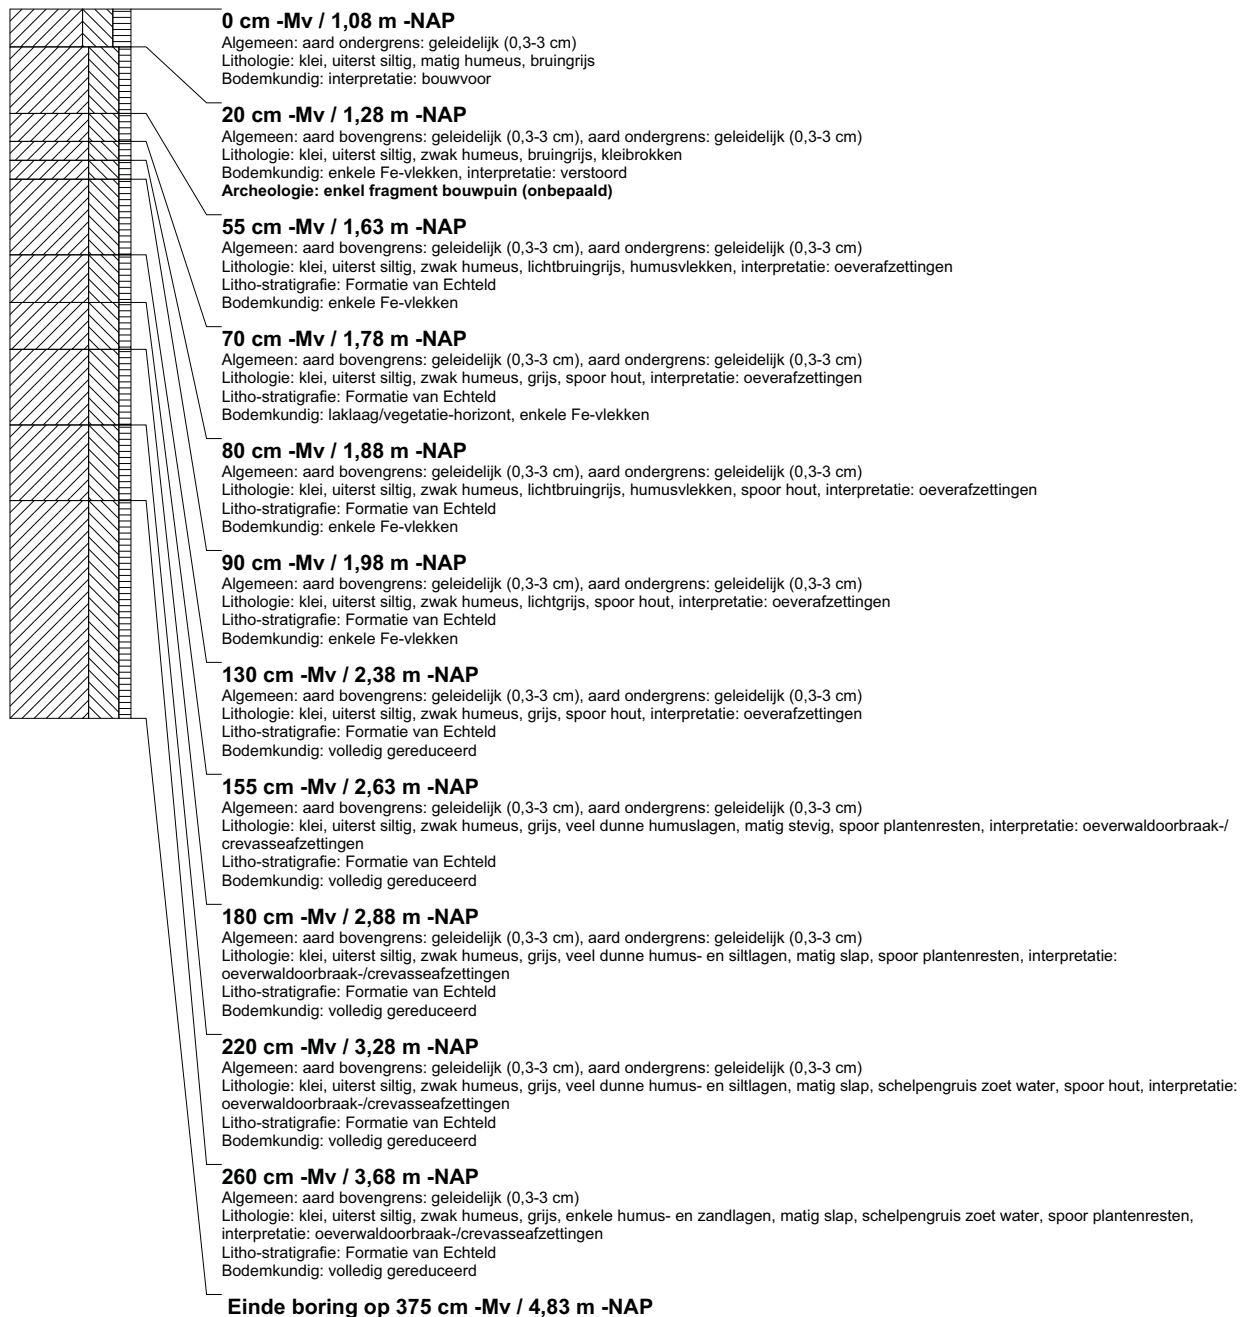 0 cm -Mv / 1,08 m -NAP
Algemeen: aard ondergrens: geleidelijk (0,3-3 cm)
Lithologie: klei, uiterst siltig, matig humeus, bruingrijs
Bodemkundig: interpretatie: bouwvoor
20 cm -Mv / 1,28 m -NAP
Algemeen: aard bovengrens: geleidelijk (0,3-3 cm), aard ondergrens: geleidelijk (0,3-3 cm)
Lithologie: klei, uiterst siltig, zwak humeus, bruingrijs, kleibrokken
Bodemkundig: enkele Fe-vlekken, interpretatie: verstoord
Archeologie: enkel fragment bouwpuin (onbepaald)
55 cm -Mv / 1,63 m -NAP
Algemeen: aard bovengrens: geleidelijk (0,3-3 cm), aard ondergrens: geleidelijk (0,3-3 cm)
Lithologie: klei, uiterst siltig, zwak humeus, lichtbruingrijs, humusvlekken, interpretatie: oeverafzettingen
Litho-stratigrafie: Formatie van Echteld
Bodemkundig: enkele Fe-vlekken
70 cm -Mv / 1,78 m -NAP
Algemeen: aard bovengrens: geleidelijk (0,3-3 cm), aard ondergrens: geleidelijk (0,3-3 cm)
Lithologie: klei, uiterst siltig, zwak humeus, grijs, spoor hout, interpretatie: oeverafzettingen
Litho-stratigrafie: Formatie van Echteld
Bodemkundig: laklaag/vegetatie-horizont, enkele Fe-vlekken
80 cm -Mv / 1,88 m -NAP
Algemeen: aard bovengrens: geleidelijk (0,3-3 cm), aard ondergrens: geleidelijk (0,3-3 cm)
Lithologie: klei, uiterst siltig, zwak humeus, lichtbruingrijs, humusvlekken, spoor hout, interpretatie: oeverafzettingen
Litho-stratigrafie: Formatie van Echteld
Bodemkundig: enkele Fe-vlekken
90 cm -Mv / 1,98 m -NAP
Algemeen: aard bovengrens: geleidelijk (0,3-3 cm), aard ondergrens: geleidelijk (0,3-3 cm)
Lithologie: klei, uiterst siltig, zwak humeus, lichtgrijs, spoor hout, interpretatie: oeverafzettingen
Litho-stratigrafie: Formatie van Echteld
Bodemkundig: enkele Fe-vlekken
130 cm -Mv / 2,38 m -NAP
Algemeen: aard bovengrens: geleidelijk (0,3-3 cm), aard ondergrens: geleidelijk (0,3-3 cm)
Lithologie: klei, uiterst siltig, zwak humeus, grijs, spoor hout, interpretatie: oeverafzettingen
Litho-stratigrafie: Formatie van Echteld
Bodemkundig: volledig gereduceerd
155 cm -Mv / 2,63 m -NAP
Algemeen: aard bovengrens: geleidelijk (0,3-3 cm), aard ondergrens: geleidelijk (0,3-3 cm)
Lithologie: klei, uiterst siltig, zwak humeus, grijs, veel dunne humuslagen, matig stevig, spoor plantenresten, interpretatie: oeverwaldoorbraak-/
crevasseafzettingen
Litho-stratigrafie: Formatie van Echteld
Bodemkundig: volledig gereduceerd
180 cm -Mv / 2,88 m -NAP
Algemeen: aard bovengrens: geleidelijk (0,3-3 cm), aard ondergrens: geleidelijk (0,3-3 cm)
Lithologie: klei, uiterst siltig, zwak humeus, grijs, veel dunne humus- en siltlagen, matig slap, spoor plantenresten, interpretatie:
oeverwaldoorbraak-/crevasseafzettingen
Litho-stratigrafie: Formatie van Echteld
Bodemkundig: volledig gereduceerd
220 cm -Mv / 3,28 m -NAP
Algemeen: aard bovengrens: geleidelijk (0,3-3 cm), aard ondergrens: geleidelijk (0,3-3 cm)
Lithologie: klei, uiterst siltig, zwak humeus, grijs, veel dunne humus- en siltlagen, matig slap, schelpengruis zoet water, spoor hout, interpretatie:
oeverwaldoorbraak-/crevasseafzettingen
Litho-stratigrafie: Formatie van Echteld
Bodemkundig: volledig gereduceerd
260 cm -Mv / 3,68 m -NAP
Algemeen: aard bovengrens: geleidelijk (0,3-3 cm)
Lithologie: klei, uiterst siltig, zwak humeus, grijs, enkele humus- en zandlagen, matig slap, schelpengruis zoet water, spoor plantenresten,
interpretatie: oeverwaldoorbraak-/crevasseafzettingen
Litho-stratigrafie: Formatie van Echteld
Bodemkundig: volledig gereduceerd
Einde boring op 375 cm -Mv / 4,83 m -NAP